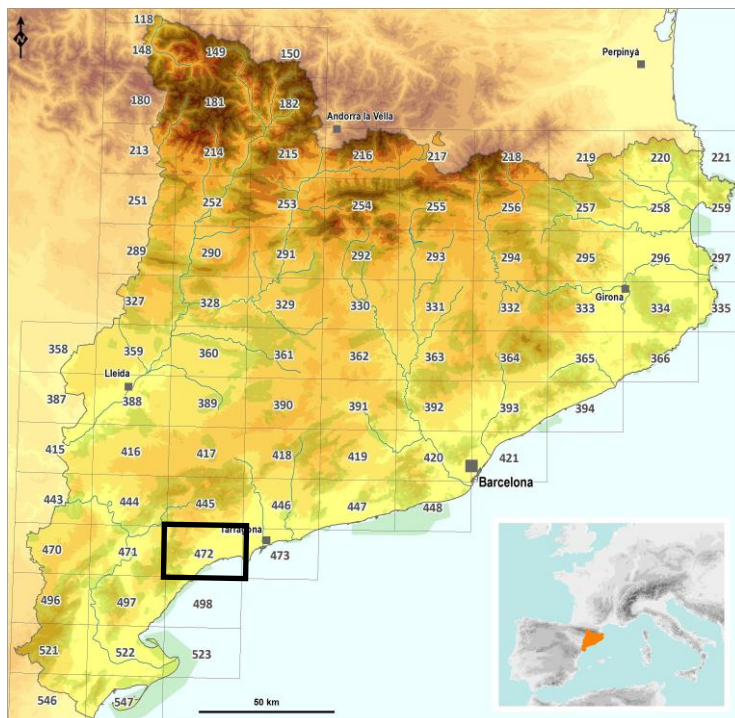 118
N
148 149 150
Perpinyà
180 181 182
Andorra la Vella
213 214 215 216 217 218 219 220 221
251 252 253 254 255 256 257 258 259
289 290 291 292 293 294 295 296 297
Girona
327 328 329 330 331 332 333 334 335
358 359 360 361 362 363 364 365 366
Lleida
387 388 389 390 391 392 393 394
415 416 417 418 419 420 421
Barcelona
443 444 445 446 447 448
Tarragona
470 471 472 473
496 497 498
521 522 523
546 547
50 km